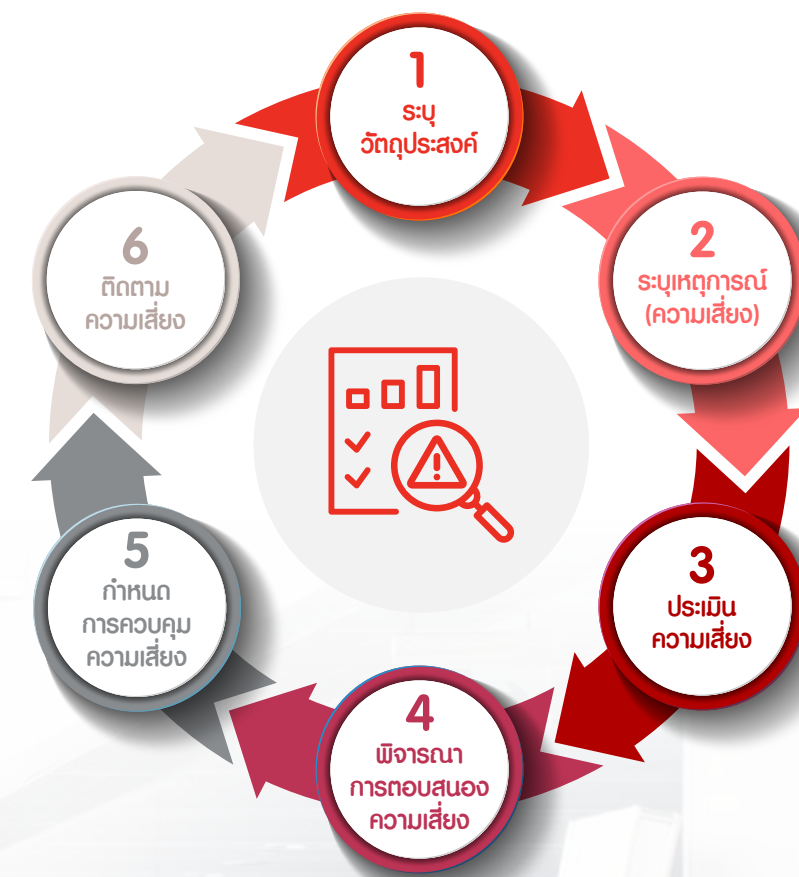 1
ระบุ
วัตถุประสงค์
2
ระบุเหตุการณ์
(ความเสี่ยง)
3
ประเมิน
ความเสี่ยง
4
พิจารณา
การตอบสนอง
ความเสี่ยง
5
กำหนด
การควบคุม
ความเสี่ยง
6
ติดตาม
ความเสี่ยง